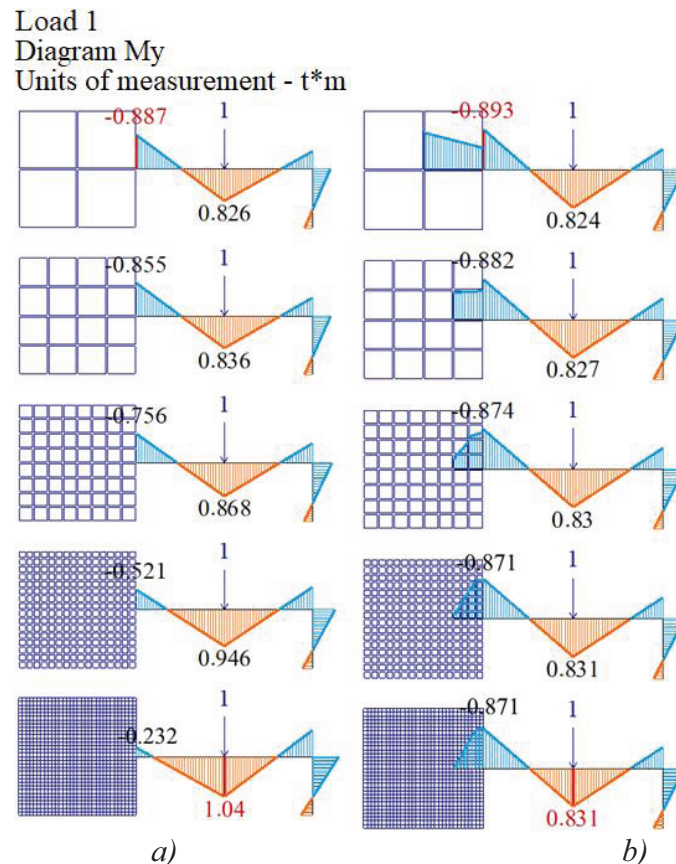 Load 1
Diagram My
Units of measurement - t*m
-0.887 1 -0.893 1
0.826 0.824
-0.855 1 -0.882 1
0.836 0.827
-0.756 1 -0.874 1
0.868 0.83
-0.521 1 -0.871 1
0.946 0.831
-0.232 1 -0.871 1
1.04 0.831
a) b)